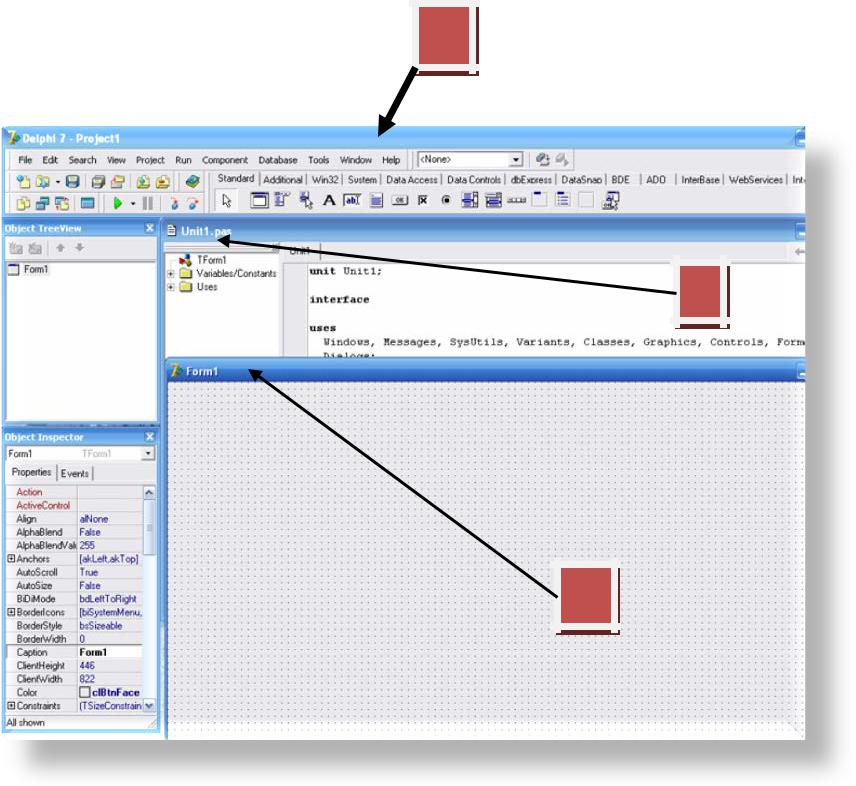 Delphi 7 - Project1
File Edit Search View Project Run Component Database Tools Window Help <None>
Standard Additional Win32 System Data Access Data Controls dbExpress DataSnap BDE ADO InterBase WebServices
Object TreeView
Form1
Unit1.pas
Unit1
TForm1
Variables/Constants
Uses
unit Unit1;
interface
uses
Windows, Messages, SysUtils, Variants, Classes, Graphics, Controls, Form
Dialogs;
Form1
Object Inspector
Form1 TForm1
Properties Events
Action
ActiveControl
Align alNone
AlphaBlend False
AlphaBlendVal 255
Anchors [akLeft,akTop]
AutoScroll True
AutoSize False
BiDiMode bdLeftToRight
BorderIcons [biSystemMenu,
BorderStyle bsSizeable
BorderWidth 0
Caption Form1
ClientHeight 446
ClientWidth 822
Color clBtnFace
Constraints (TSizeConstrain
All shown